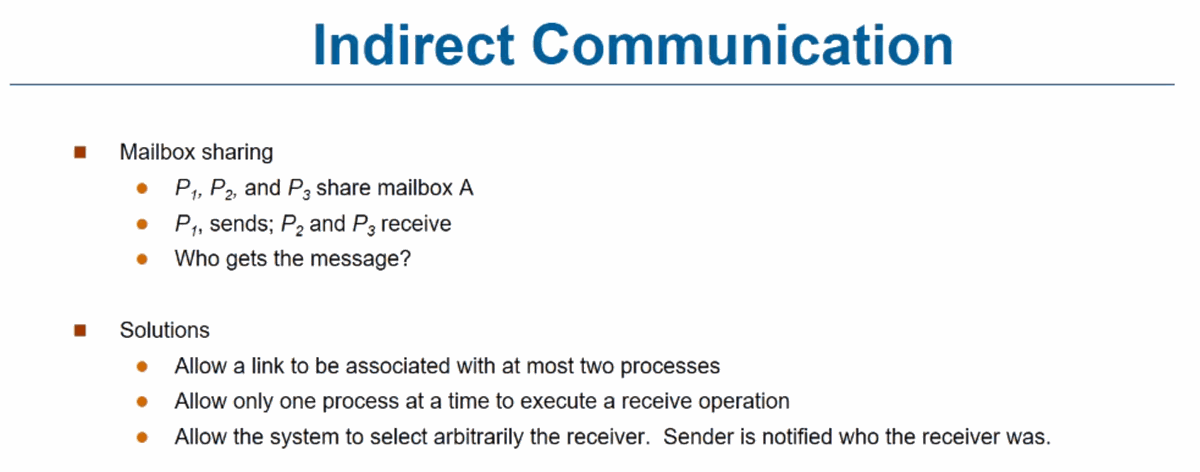 Indirect Communication
Mailbox sharing
P1, P2, and P3 share mailbox A
P1, sends; P2 and P3 receive
Who gets the message?
Solutions
Allow a link to be associated with at most two processes
Allow only one process at a time to execute a receive operation
Allow the system to select arbitrarily the receiver.  Sender is notified who the receiver was.